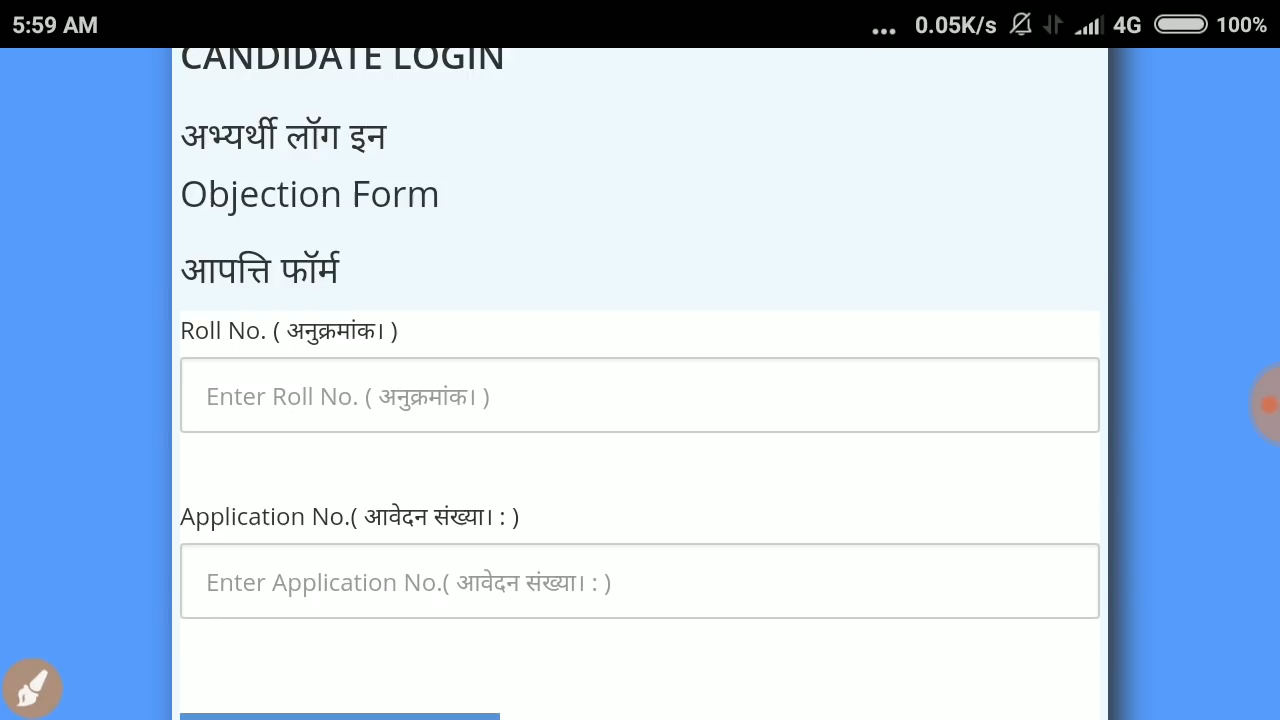 5:59 AM
... 0.05K/s 4G 100%
CANDIDATE LOGIN
अभ्यर्थी लॉग इन
Objection Form
आपत्ति फॉर्म
Roll No. ( अनुक्रमांक। )
Enter Roll No. ( अनुक्रमांक। )
Application No.( आवेदन संख्या। : )
Enter Application No.( आवेदन संख्या। : )